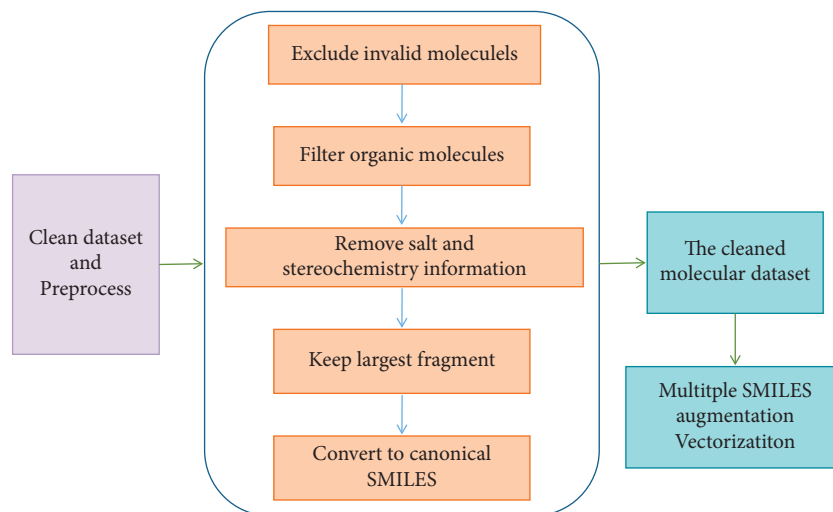 Clean dataset
and
Preprocess
Exclude invalid moleculels
Filter organic molecules
Remove salt and
stereochemistry information
Keep largest fragment
Convert to canonical
SMILES
The cleaned
molecular dataset
Multitple SMILES
augmentation
Vectorizatiton